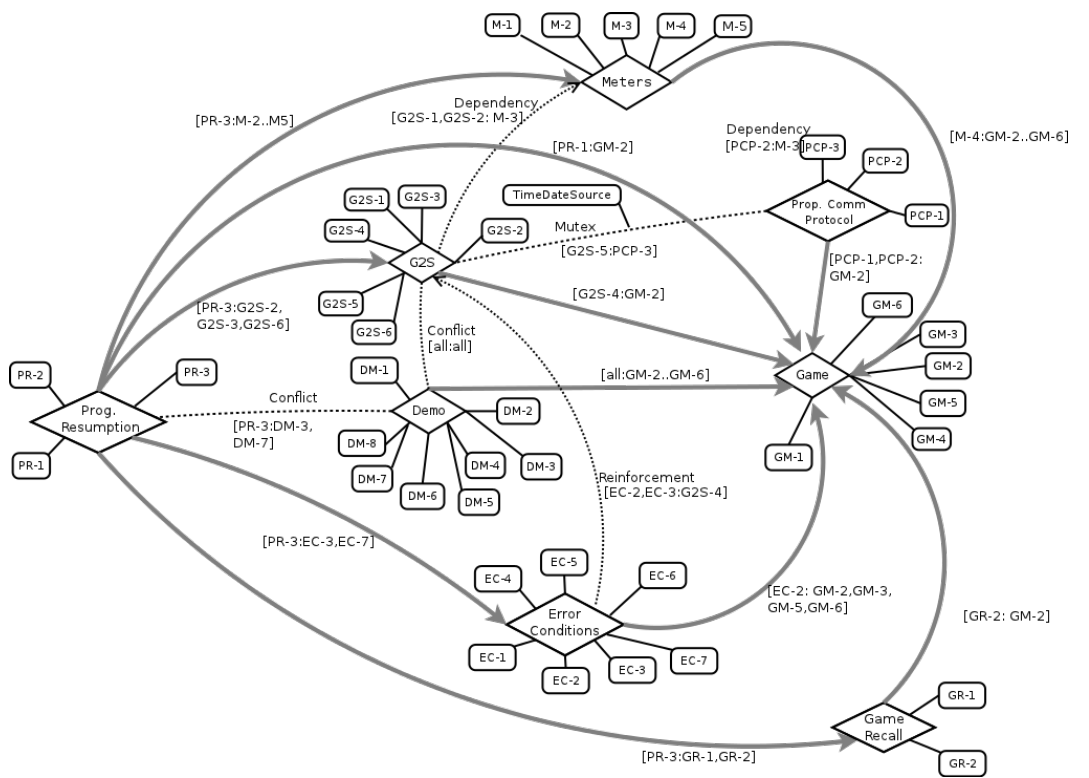 M-1
M-2
M-3
M-4
M-5
Meters
Dependency
[G2S-1,G2S-2: M-3]
[PR-3:M-2..M5]
[PR-1:GM-2]
Dependency
[PCP-2:M-3]
PCP-3
PCP-2
PCP-1
[M-4:GM-2..GM-6]
Prop. Comm
Protocol
TimeDateSource
Mutex
[G2S-5:PCP-3]
G2S-1
G2S-3
G2S-4
G2S-2
G2S
G2S-5
G2S-6
[PCP-1,PCP-2:
GM-2]
[G2S-4:GM-2]
[PR-3:G2S-2,
G2S-3,G2S-6]
Conflict
[all:all]
GM-6
GM-3
GM-2
GM-5
GM-4
GM-1
Game
[all:GM-2..GM-6]
PR-2
PR-3
Prog.
Resumption
PR-1
Conflict
[PR-3:DM-3,
DM-7]
DM-1
Demo
DM-2
DM-8
DM-7
DM-6
DM-5
DM-4
DM-3
Reinforcement
[EC-2,EC-3:G2S-4]
[PR-3:EC-3,EC-7]
EC-5
EC-4
EC-6
Error
Conditions
EC-1
EC-2
EC-3
EC-7
[EC-2: GM-2,GM-3,
GM-5,GM-6]
[GR-2: GM-2]
GR-1
Game
Recall
GR-2
[PR-3:GR-1,GR-2]